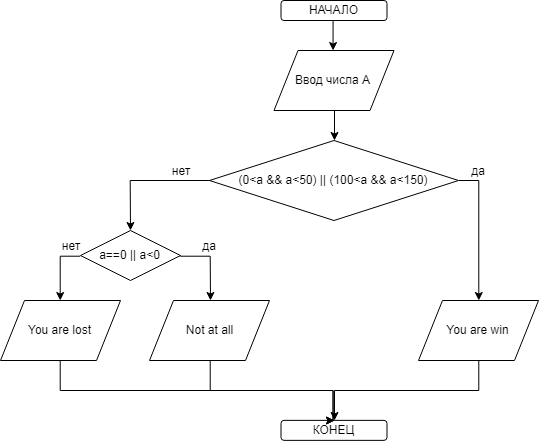 НАЧАЛО
Ввод числа А
нет
да
(0<a && a<50) || (100<a && a<150)
нет
да
a==0 || a<0
You are lost
Not at all
You are win
КОНЕЦ